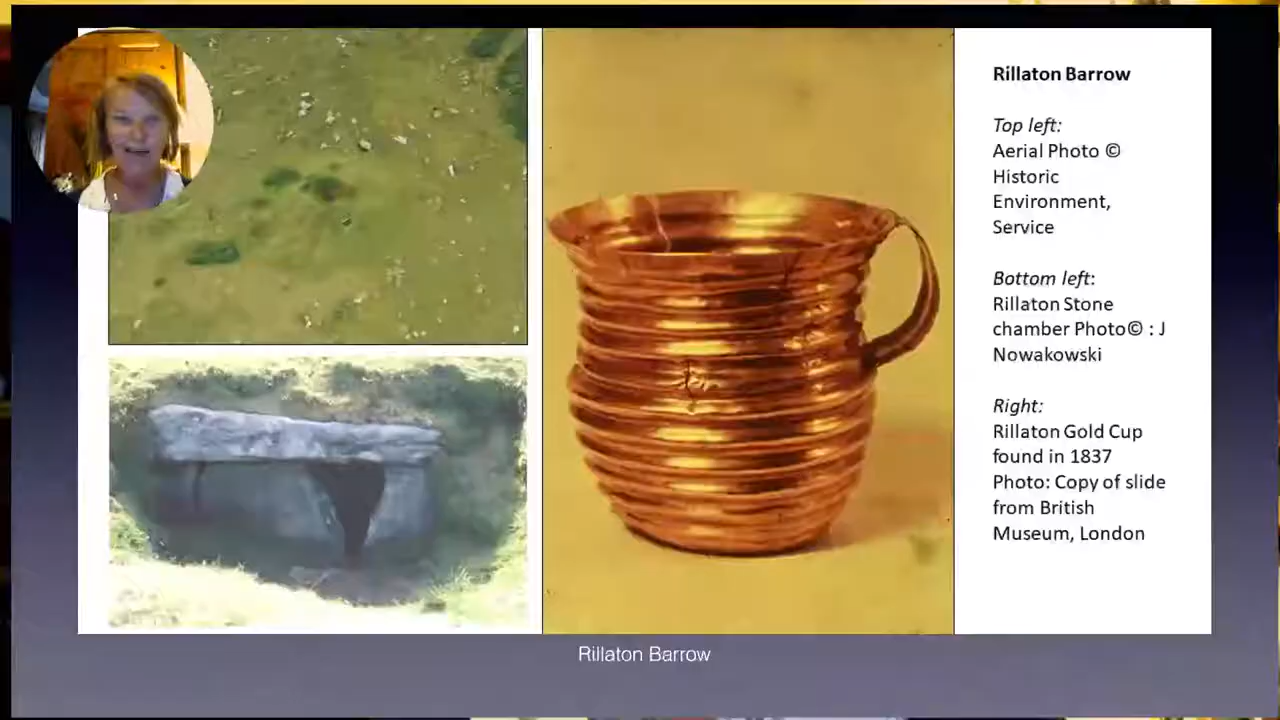 Rillaton Barrow
Top left:
Aerial Photo ©
Historic
Environment,
Service
Bottom left:
Rillaton Stone
chamber Photo© : J
Nowakowski
Right:
Rillaton Gold Cup
found in 1837
Photo: Copy of slide
from British
Museum, London
Rillaton Barrow